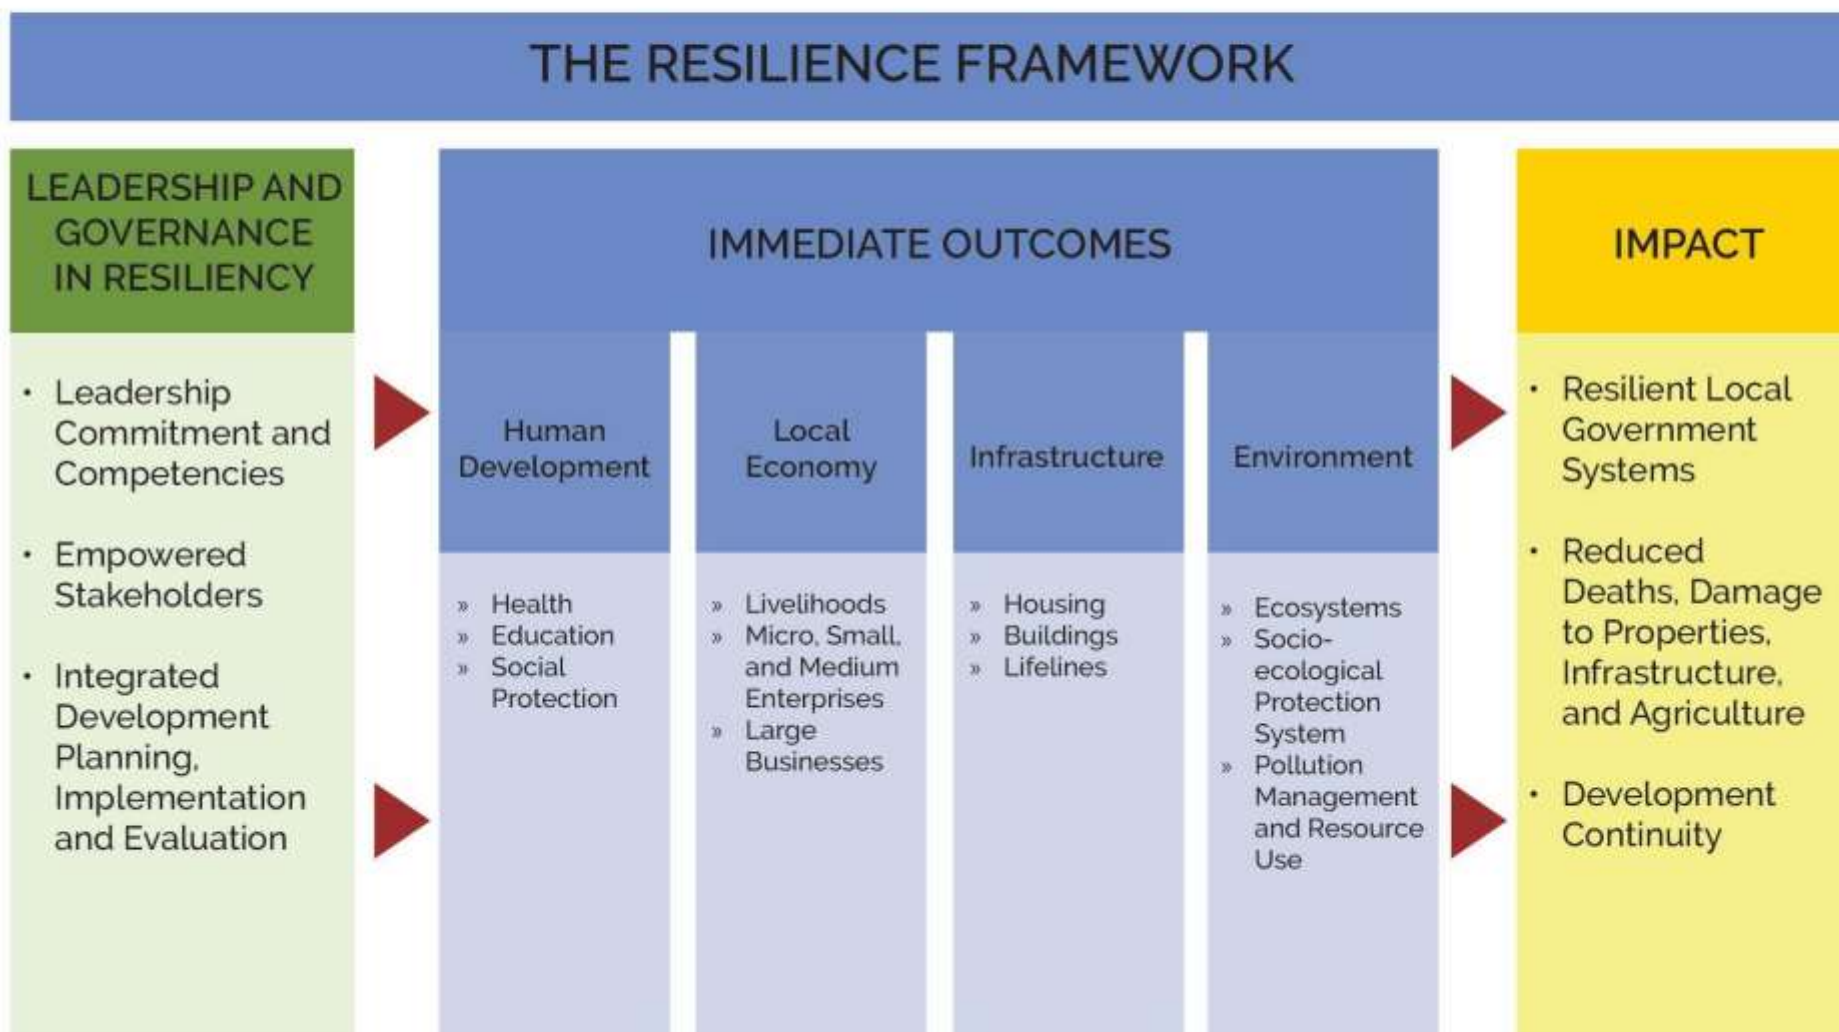 THE RESILIENCE FRAMEWORK
LEADERSHIP AND
GOVERNANCE
IN RESILIENCY
• Leadership
Commitment and
Competencies
• Empowered
Stakeholders
• Integrated
Development
Planning,
Implementation
and Evaluation
IMMEDIATE OUTCOMES
Human
Development
» Health
» Education
» Social
Protection
Local
Economy
» Livelihoods
» Micro, Small,
and Medium
Enterprises
» Large
Businesses
Infrastructure
» Housing
» Buildings
» Lifelines
Environment
» Ecosystems
» Socio-
ecological
Protection
System
» Pollution
Management
and Resource
Use
IMPACT
• Resilient Local
Government
Systems
• Reduced
Deaths, Damage
to Properties,
Infrastructure,
and Agriculture
• Development
Continuity